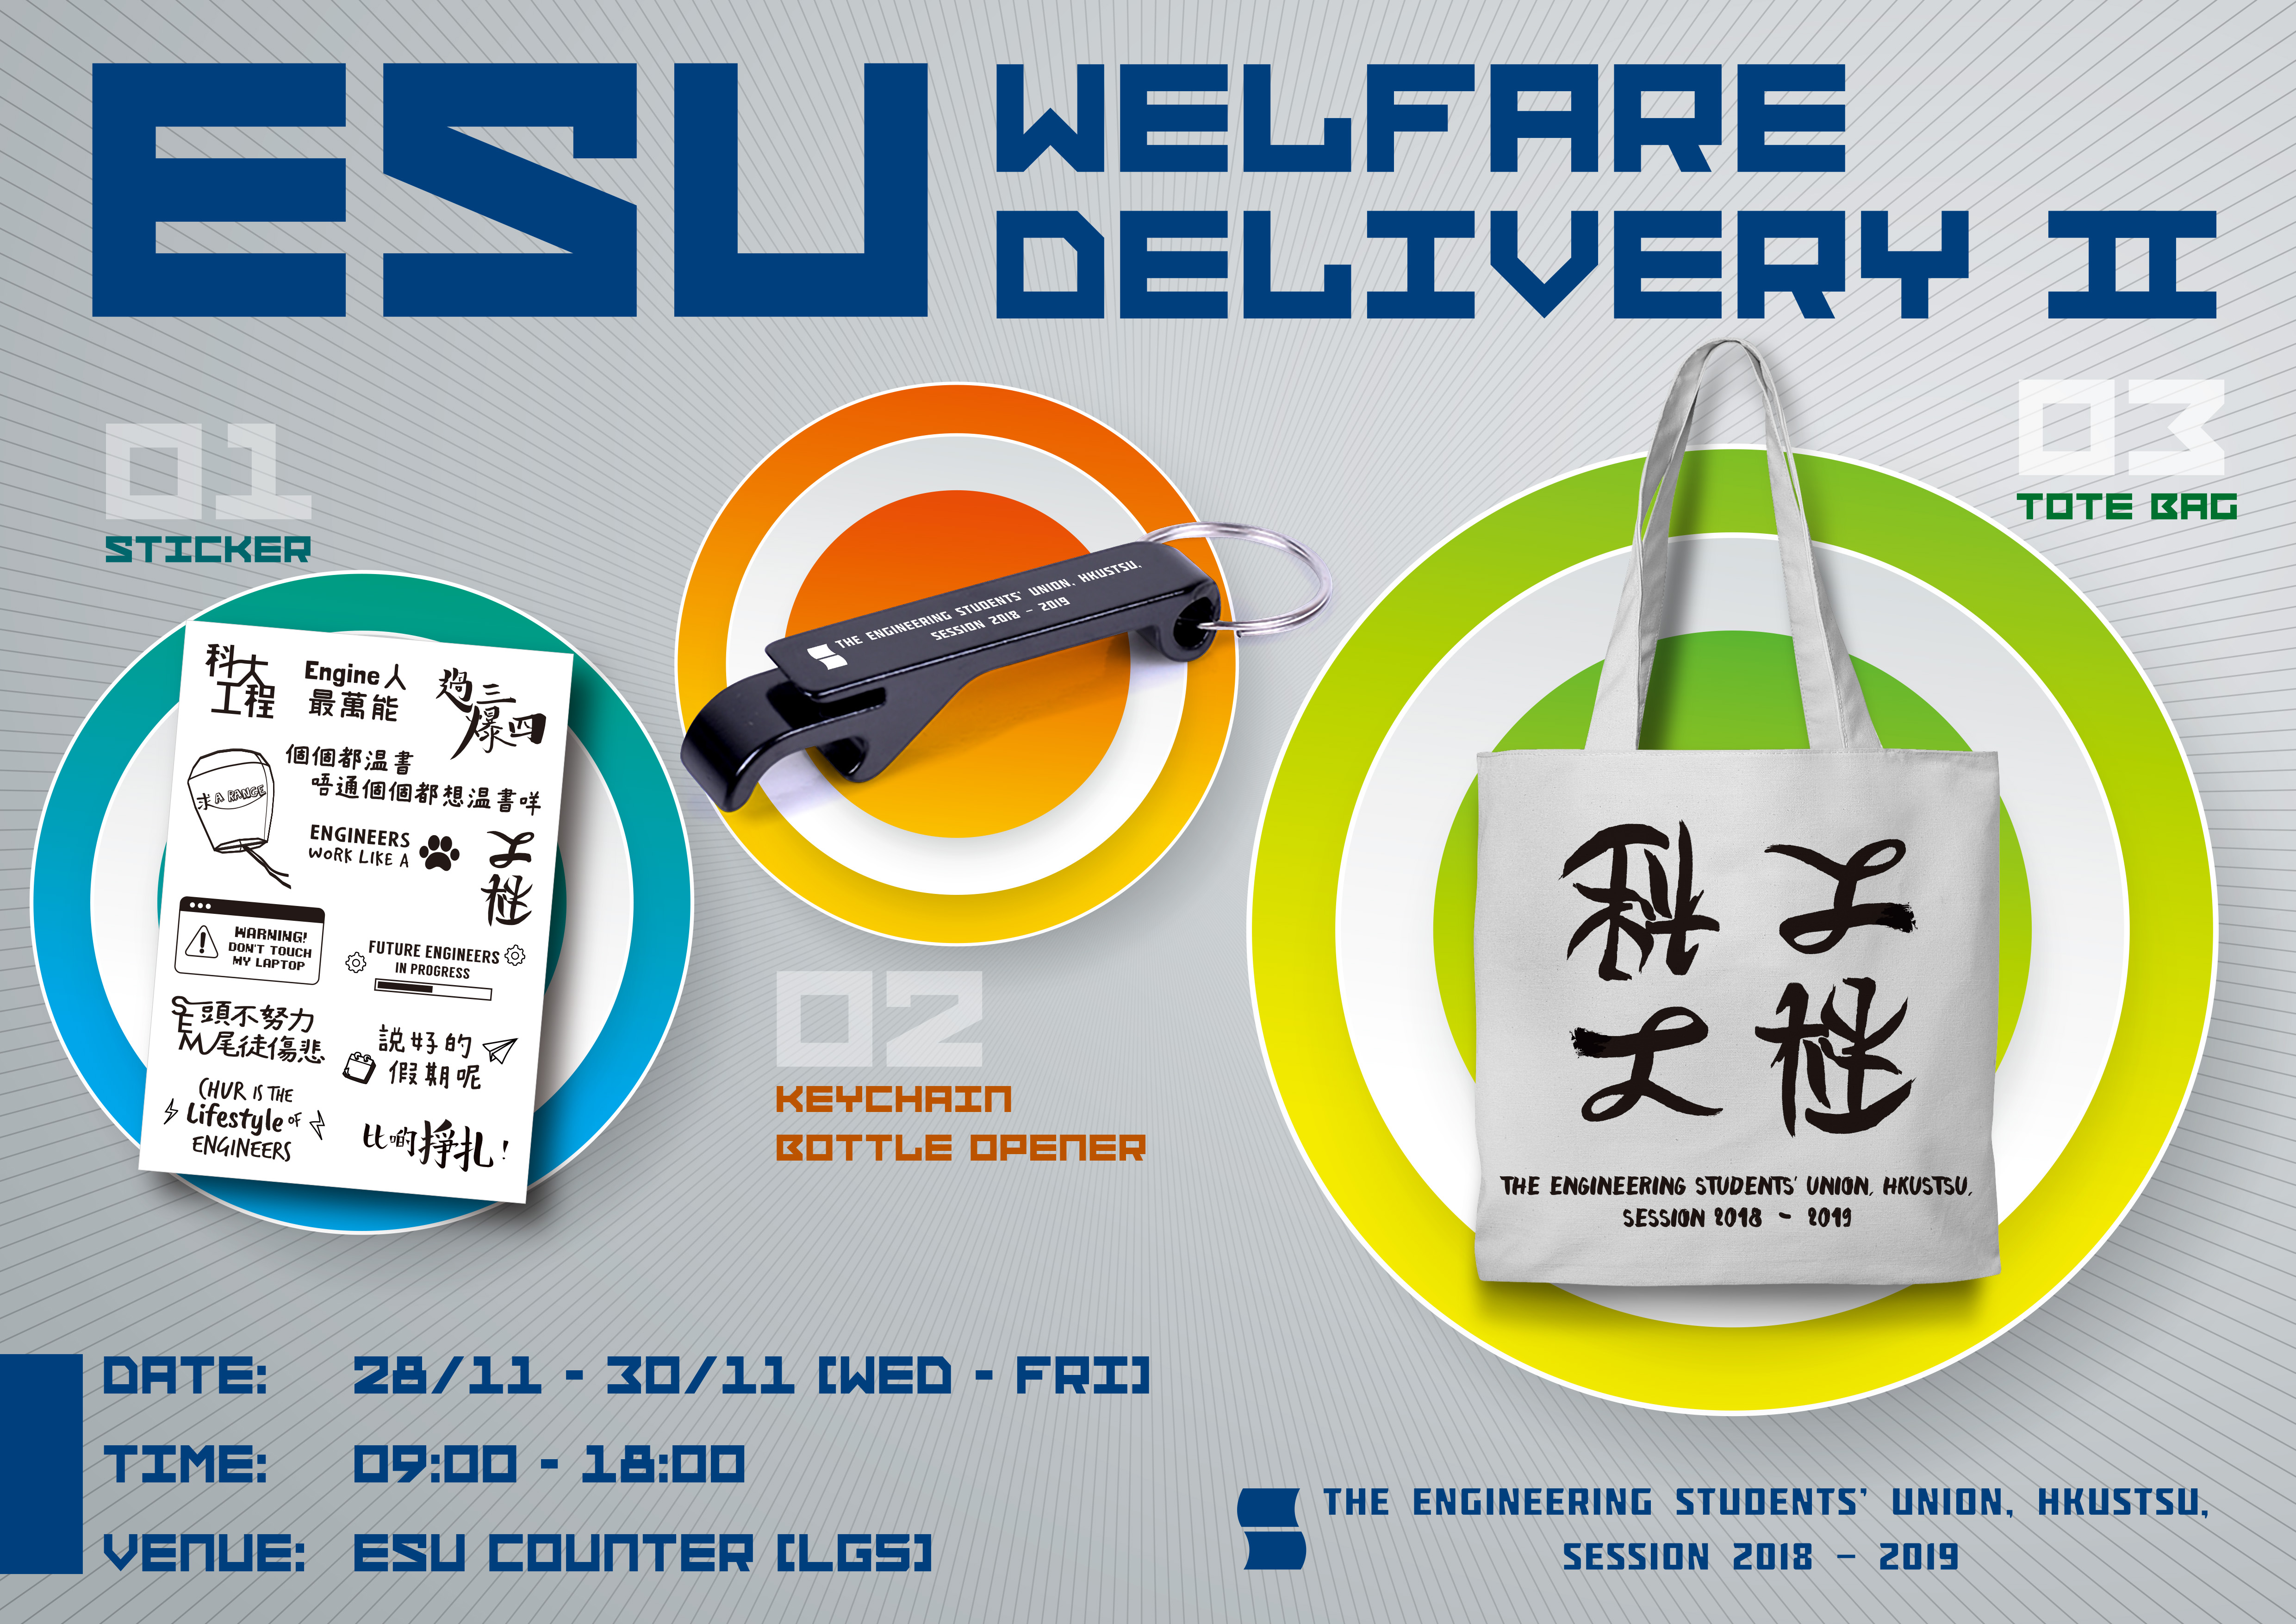 ESU WELFARE
DELIVERY II
01
STICKER
科大
工程
Engine人
最萬能
過三
爆四
個個都溫書
唔通個個都想溫書咩
求 A RANGE
ENGINEERS
WORK LIKE A
工
程
WARNING!
DON'T TOUCH
MY LAPTOP
FUTURE ENGINEERS
IN PROGRESS
SEM頭不努力
尾徒傷悲
說好的
假期呢
CHUR IS THE
Lifestyle OF
ENGINEERS
比啲掙扎!
THE ENGINEERING STUDENTS' UNION, HKUSTSU,
SESSION 2018 - 2019
02
KEYCHAIN
BOTTLE OPENER
03
TOTE BAG
科工
大程
THE ENGINEERING STUDENTS' UNION, HKUSTSU,
SESSION 2018 - 2019
DATE: 28/11 - 30/11 [WED - FRI]
TIME: 09:00 - 18:00
VENUE: ESU COUNTER [LG5]
THE ENGINEERING STUDENTS' UNION, HKUSTSU,
SESSION 2018 – 2019